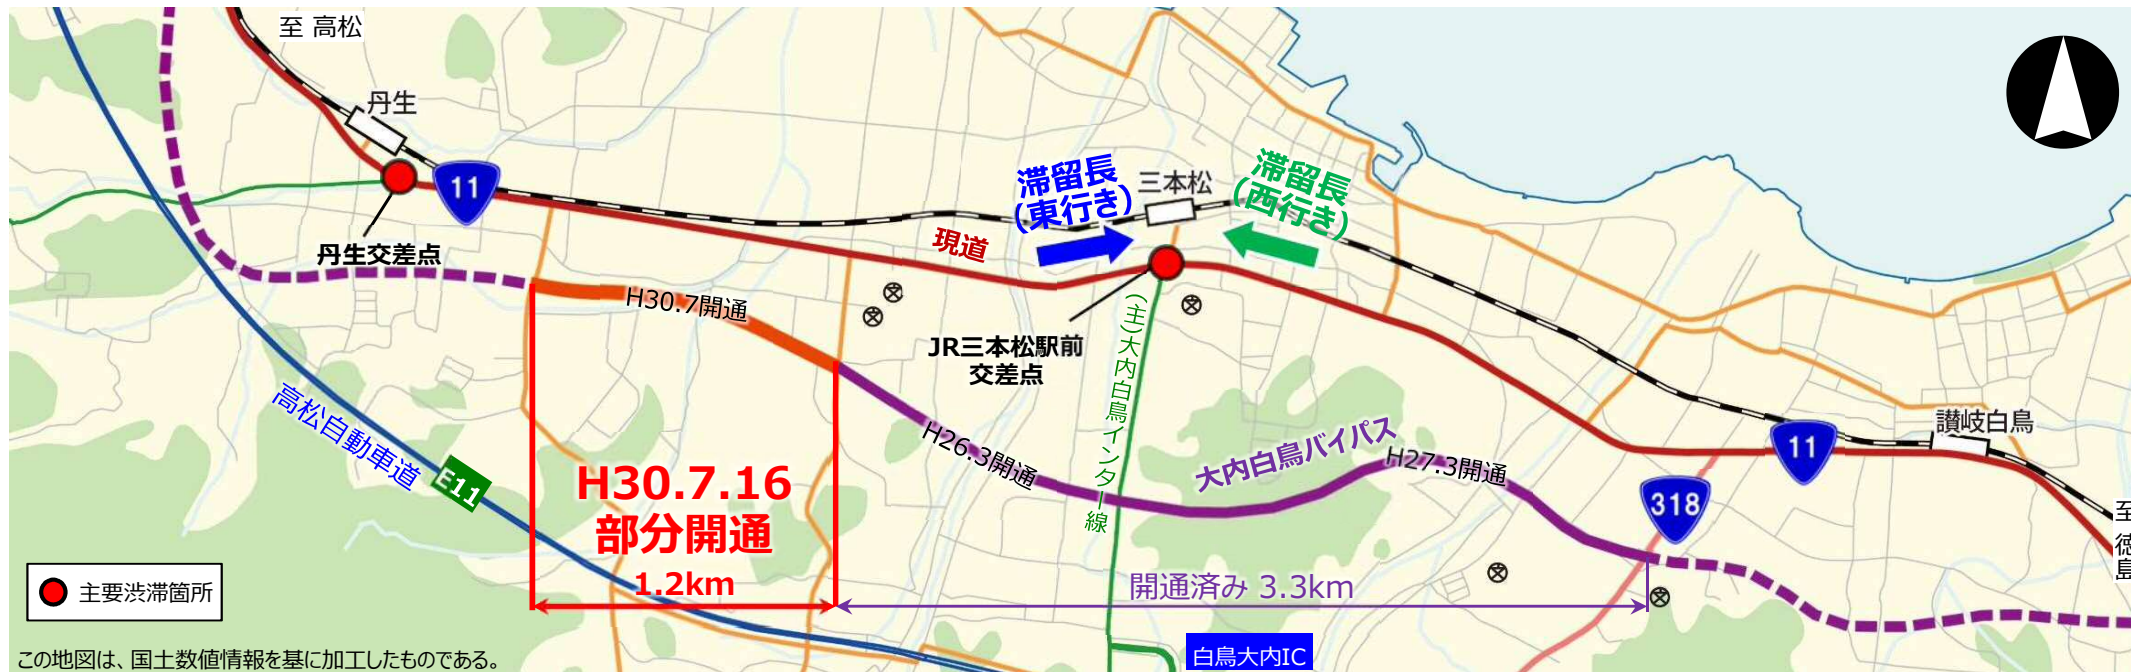 至 高松
丹生
11
丹生交差点
滞留長
(東行き)
三本松
滞留長
(西行き)
現道
H30.7開通
JR三本松駅前
交差点
(主)大内白鳥インター線
高松自動車道
E11
H30.7.16
部分開通
1.2km
H26.3開通
大内白鳥バイパス
H27.3開通
318
11
讃岐白鳥
至 徳島
開通済み 3.3km
主要渋滞箇所
白鳥大内IC
この地図は、国土数値情報を基に加工したものである。